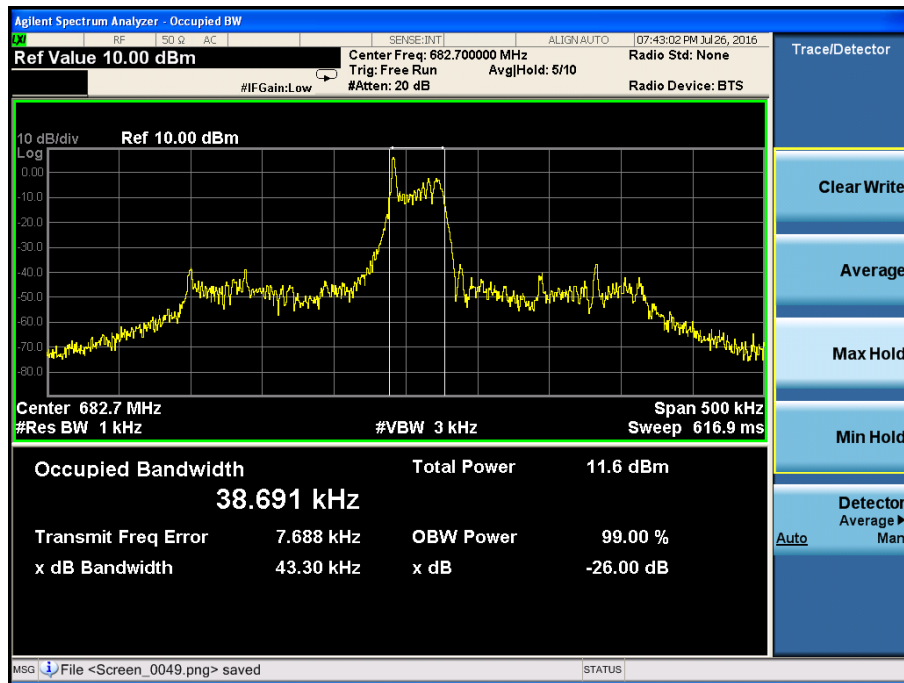 Agilent Spectrum Analyzer - Occupied BW
LXI RF 50 Ω AC SENSE:INT ALIGN AUTO 07:43:02 PM Jul 26, 2016
Ref Value 10.00 dBm
Center Freq: 682.700000 MHz
Radio Std: None
Trig: Free Run
Avg|Hold: 5/10
#IFGain:Low
#Atten: 20 dB
Radio Device: BTS
10 dB/div
Ref 10.00 dBm
Log
0.00
-10.0
-20.0
-30.0
-40.0
-50.0
-60.0
-70.0
-80.0
Center 682.7 MHz
Span 500 kHz
#Res BW 1 kHz
#VBW 3 kHz
Sweep 616.9 ms
Occupied Bandwidth
Total Power 11.6 dBm
38.691 kHz
Transmit Freq Error 7.688 kHz
OBW Power 99.00 %
x dB Bandwidth 43.30 kHz
x dB -26.00 dB
Trace/Detector
Clear Write
Average
Max Hold
Min Hold
Detector
Average ▶
Auto Man
MSG File <Screen_0049.png> saved
STATUS